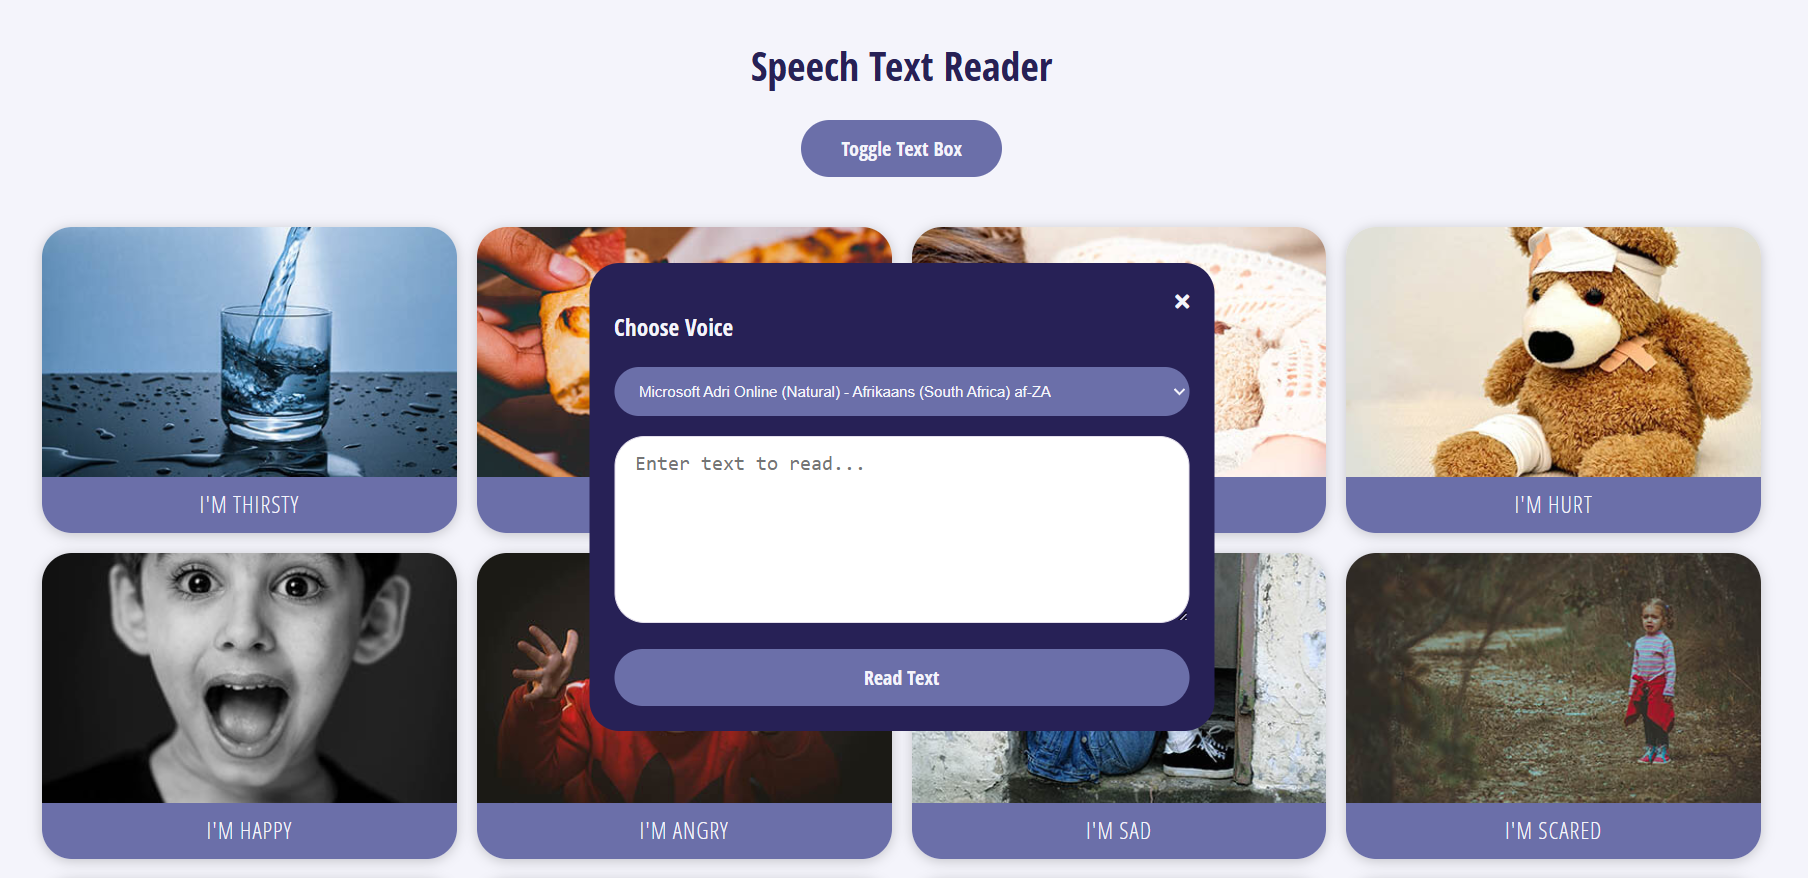 Speech Text Reader
Toggle Text Box
Choose Voice
Microsoft Adri Online (Natural) - Afrikaans (South Africa) af-ZA
Enter text to read...
Read Text
I'M THIRSTY
I'M HURT
I'M HAPPY
I'M ANGRY
I'M SAD
I'M SCARED